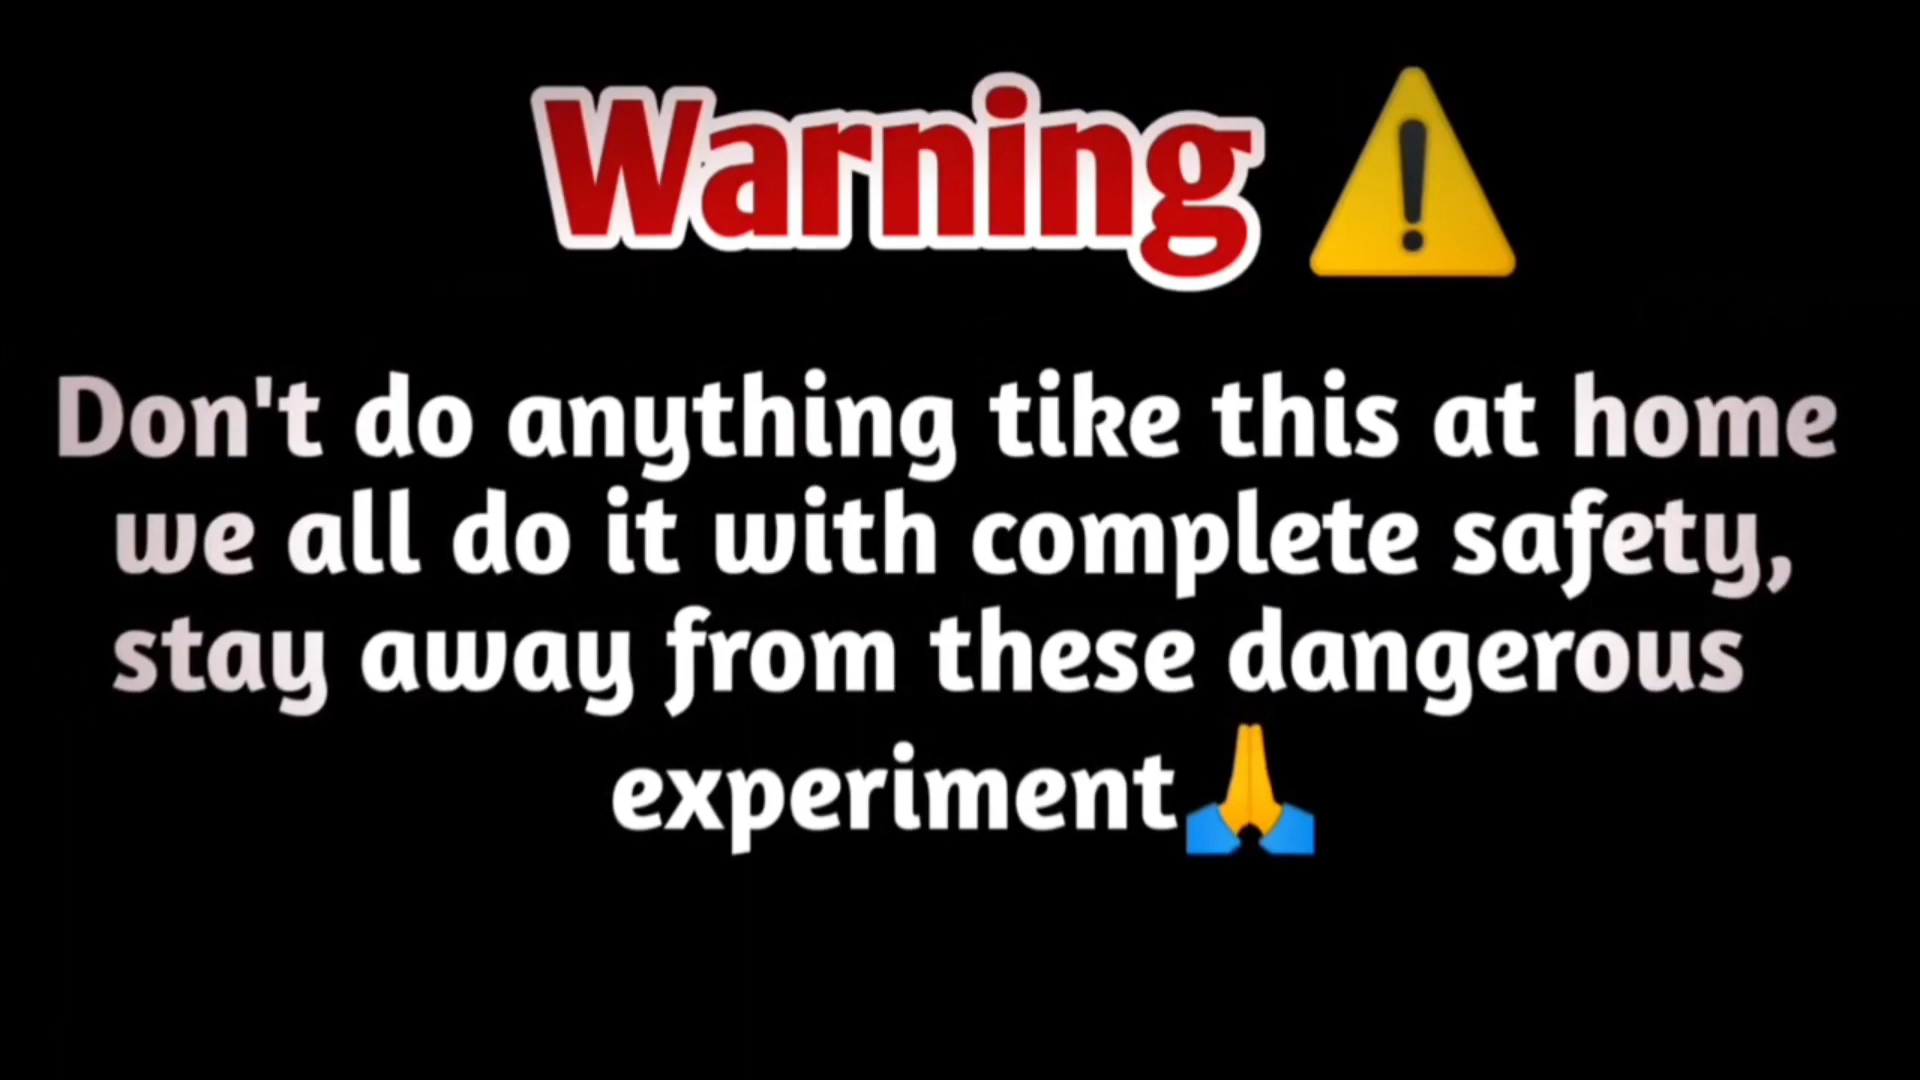 Warning ⚠️
Don't do anything tike this at home
we all do it with complete safety,
stay away from these dangerous
experiment🙏